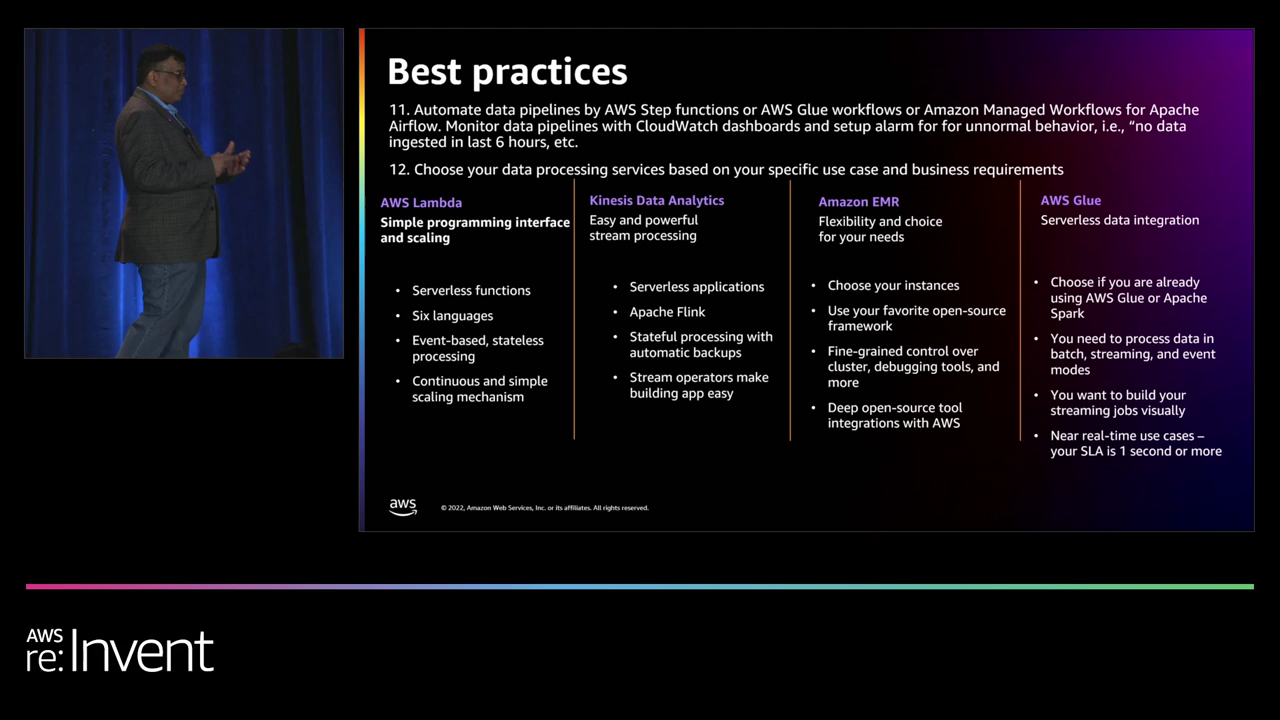 Best practices
11. Automate data pipelines by AWS Step functions or AWS Glue workflows or Amazon Managed Workflows for Apache
Airflow. Monitor data pipelines with CloudWatch dashboards and setup alarm for for unnormal behavior, i.e., “no data
ingested in last 6 hours, etc.
12. Choose your data processing services based on your specific use case and business requirements
AWS Lambda
Simple programming interface
and scaling
• Serverless functions
• Six languages
• Event-based, stateless
processing
• Continuous and simple
scaling mechanism
Kinesis Data Analytics
Easy and powerful
stream processing
• Serverless applications
• Apache Flink
• Stateful processing with
automatic backups
• Stream operators make
building app easy
Amazon EMR
Flexibility and choice
for your needs
• Choose your instances
• Use your favorite open-source
framework
• Fine-grained control over
cluster, debugging tools, and
more
• Deep open-source tool
integrations with AWS
AWS Glue
Serverless data integration
• Choose if you are already
using AWS Glue or Apache
Spark
• You need to process data in
batch, streaming, and event
modes
• You want to build your
streaming jobs visually
• Near real-time use cases –
your SLA is 1 second or more
aws
© 2022, Amazon Web Services, Inc. or its affiliates. All rights reserved.
AWS
re:Invent